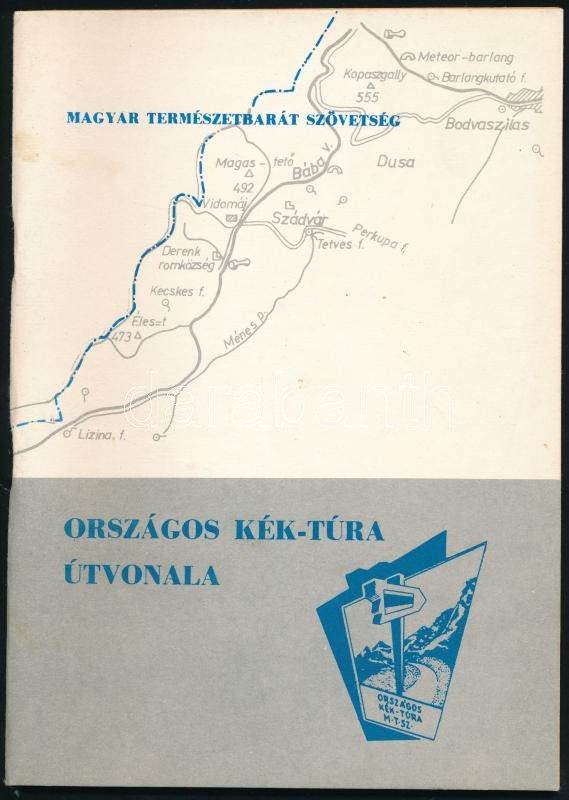 Meteor-barlang
Kopaszgally
Barlangkutató f.
555
MAGYAR TERMÉSZETBARÁT SZÖVETSÉG
Bodvaszilas
Magas-tető
Dusa
492
Bába v.
Vidomáj
Szádvár
Perkupa f.
Tetves f.
Derenk
romközség
Kecskes f.
Éles=t
473
Ménes p.
darabanth
Lizina. f.
ORSZÁGOS KÉK-TÚRA
ÚTVONALA
ORSZÁGOS
KÉK-TÚRA
M·T·SZ·